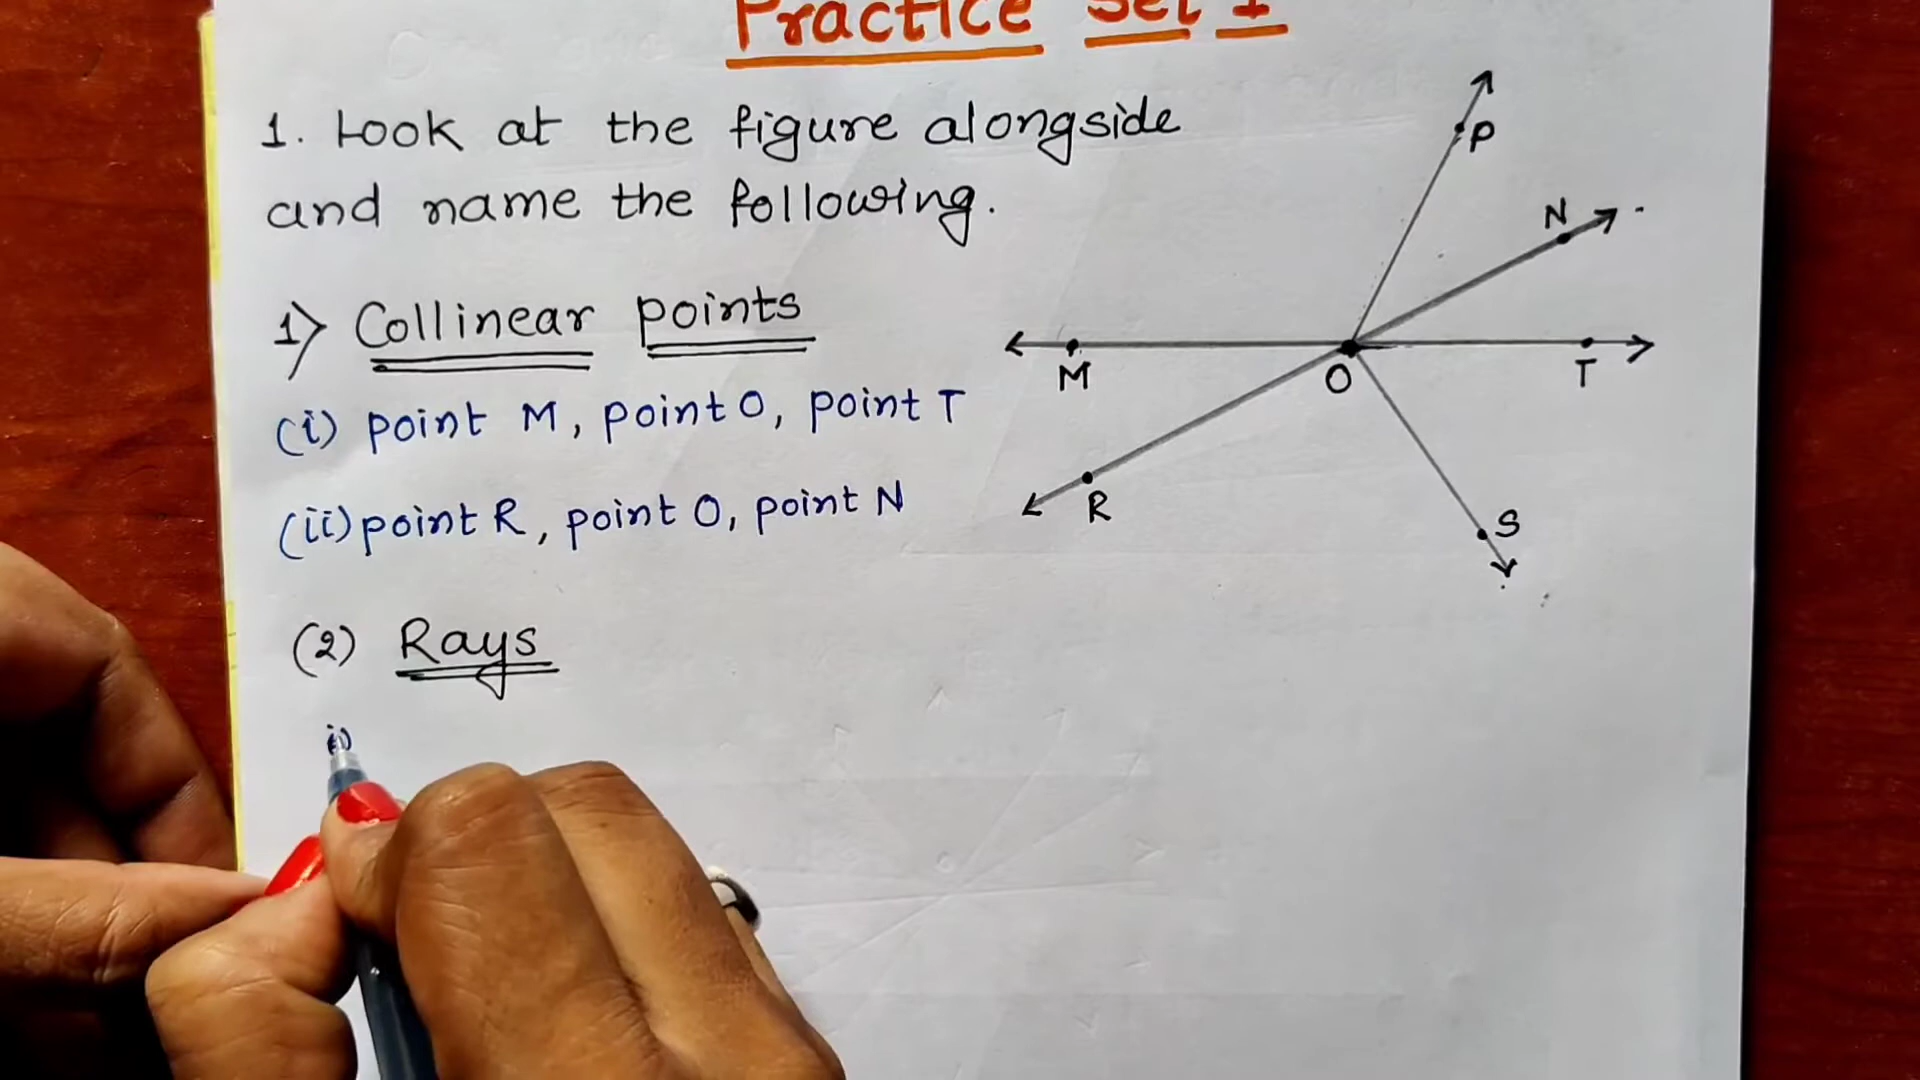 Practice Set 1
1. Look at the figure alongside
and name the following.
1) Collinear points
(i) point M, point O, point T
(ii) point R, point O, point N
(2) Rays
i)
P
N
M
O
T
R
S